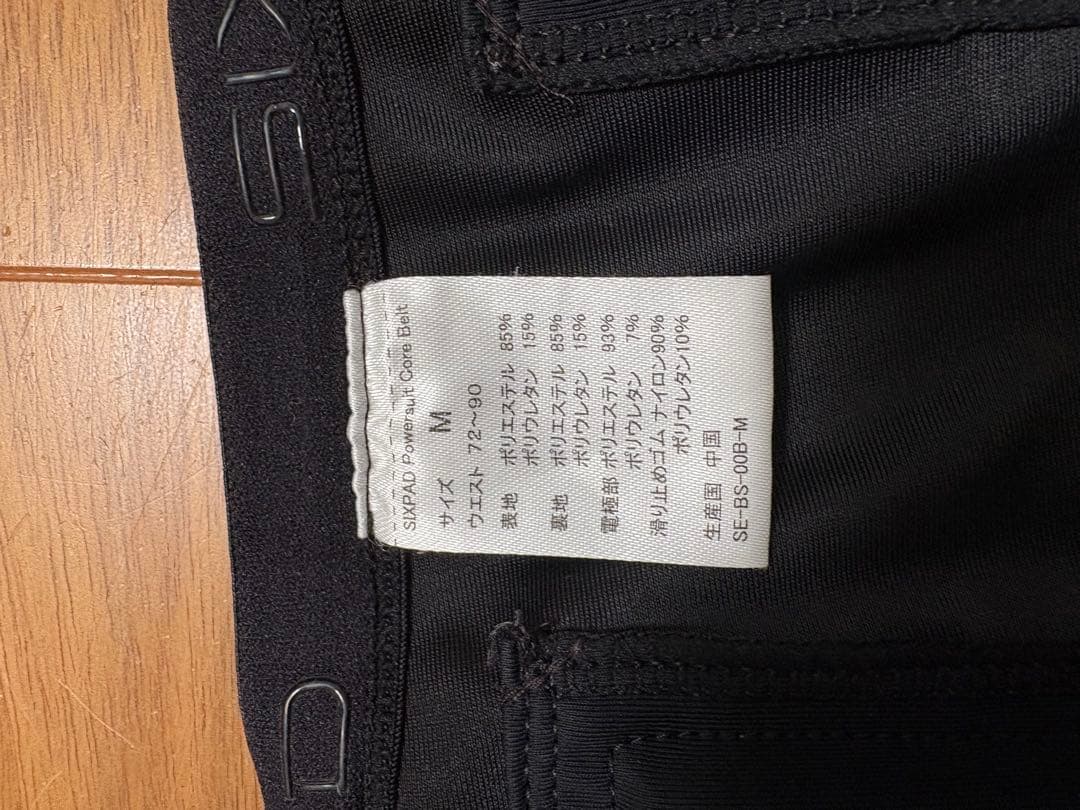 SIXPAD Powersuit Core Belt
サイズ M
ウエスト 72～90
表地 ポリエステル 85%
ポリウレタン 15%
裏地 ポリエステル 85%
ポリウレタン 15%
電極部 ポリエステル 93%
ポリウレタン 7%
滑り止めゴム ナイロン90%
ポリウレタン10%
生産国 中国
SE-BS-00B-M
SIX
D